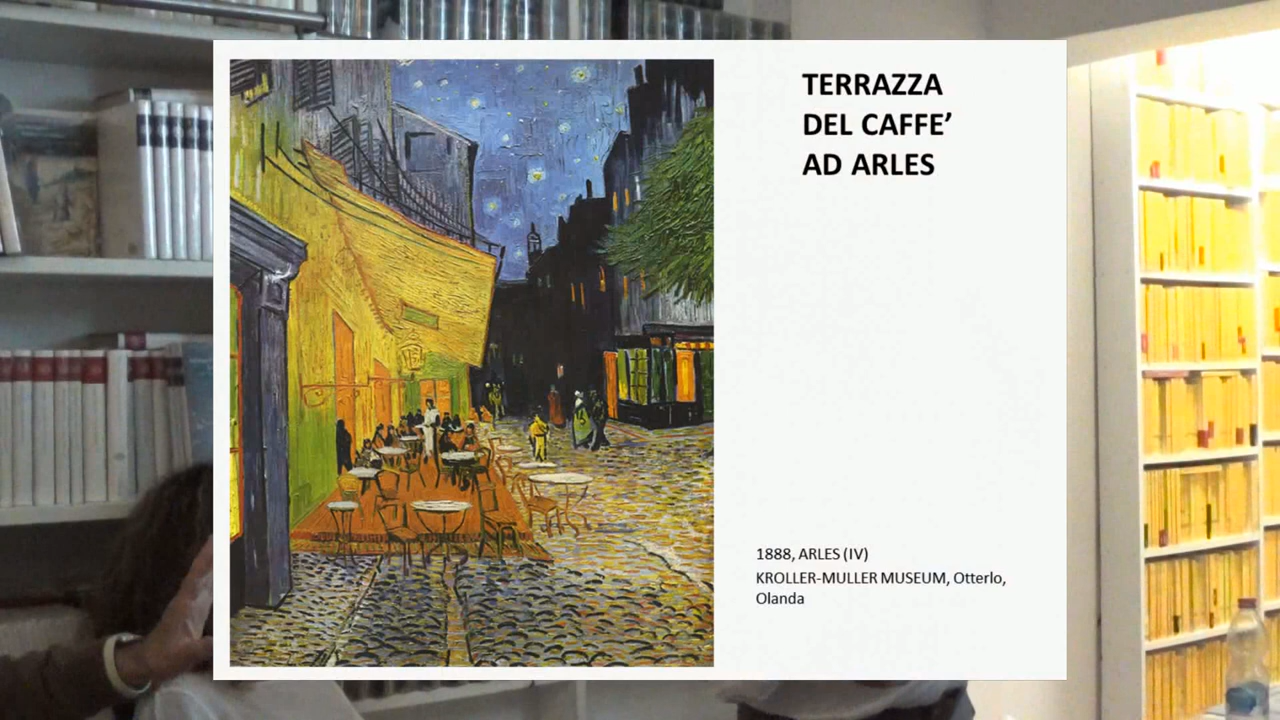 TERRAZZA
DEL CAFFE’
AD ARLES
1888, ARLES (IV)
KROLLER-MULLER MUSEUM, Otterlo,
Olanda